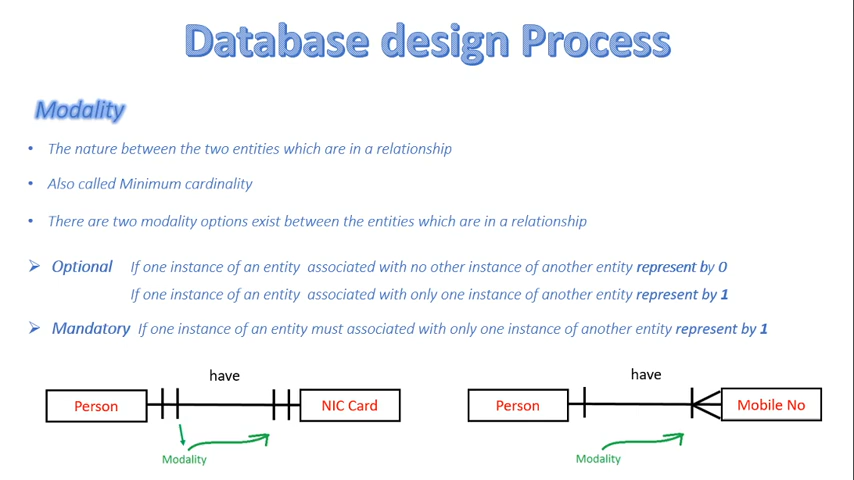 Database design Process
Modality
• The nature between the two entities which are in a relationship
• Also called Minimum cardinality
• There are two modality options exist between the entities which are in a relationship
➢ Optional If one instance of an entity associated with no other instance of another entity represent by 0
If one instance of an entity associated with only one instance of another entity represent by 1
➢ Mandatory If one instance of an entity must associated with only one instance of another entity represent by 1
have
Person
NIC Card
Modality
have
Person
Mobile No
Modality